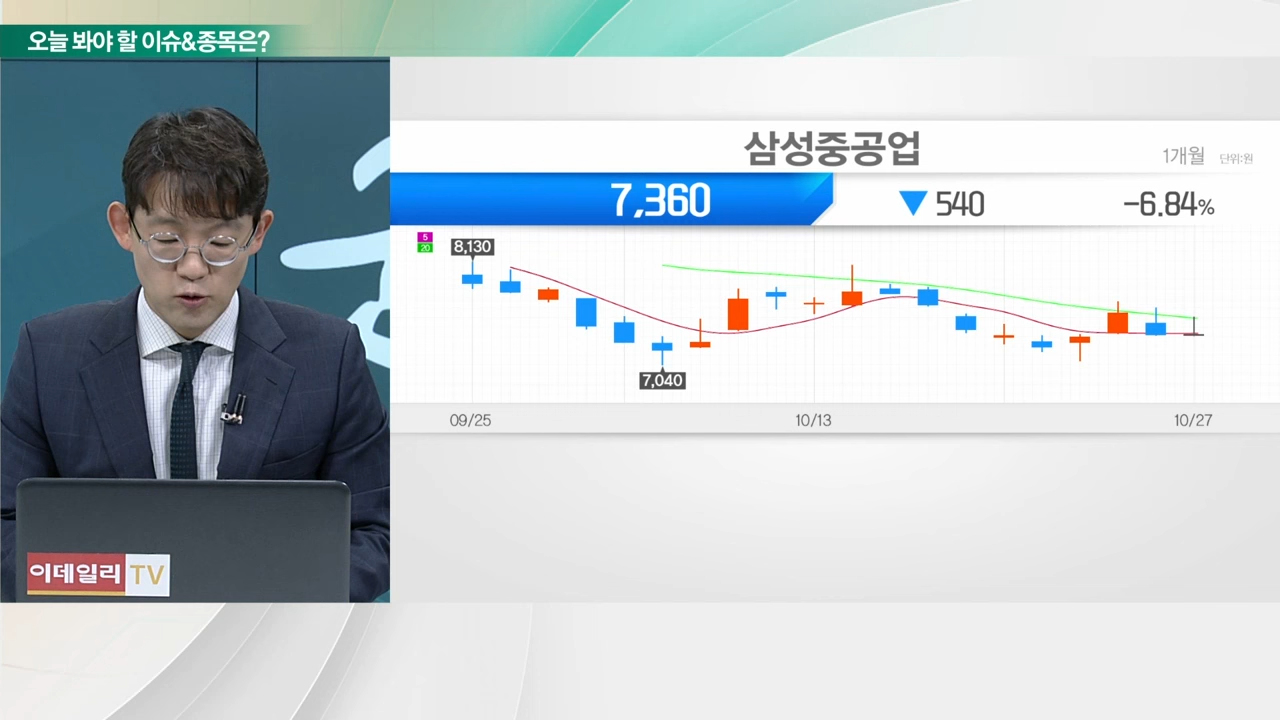 오늘 봐야 할 이슈&종목은?
삼성중공업
1개월 단위:원
7,360
▼ 540
-6.84%
5
20
8,130
7,040
09/25
10/13
10/27
이데일리 TV